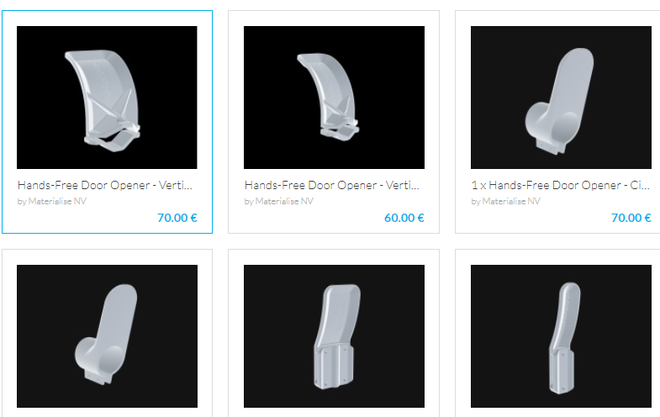 Hands-Free Door Opener - Verti...
by Materialise NV
70.00 €
Hands-Free Door Opener - Verti...
by Materialise NV
60.00 €
1 x Hands-Free Door Opener - Ci...
by Materialise NV
70.00 €